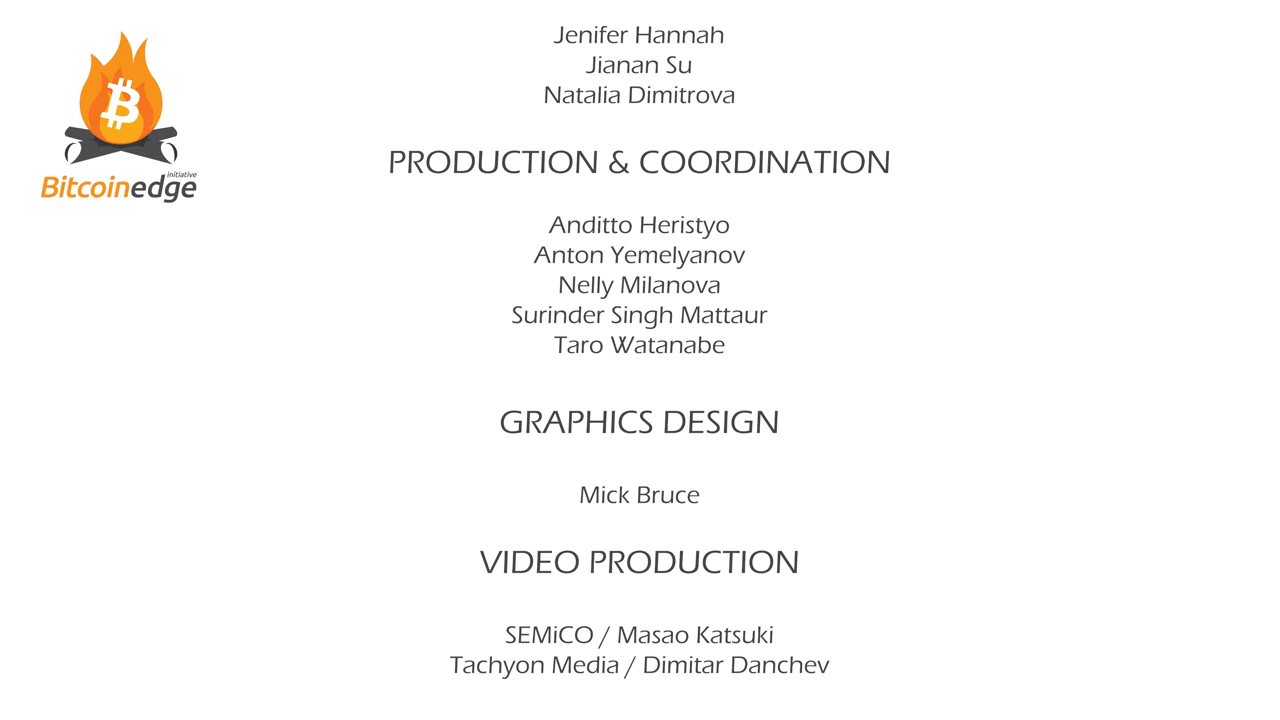 initiative
Bitcoinedge
Jenifer Hannah
Jianan Su
Natalia Dimitrova
PRODUCTION & COORDINATION
Anditto Heristyo
Anton Yemelyanov
Nelly Milanova
Surinder Singh Mattaur
Taro Watanabe
GRAPHICS DESIGN
Mick Bruce
VIDEO PRODUCTION
SEMiCO / Masao Katsuki
Tachyon Media / Dimitar Danchev